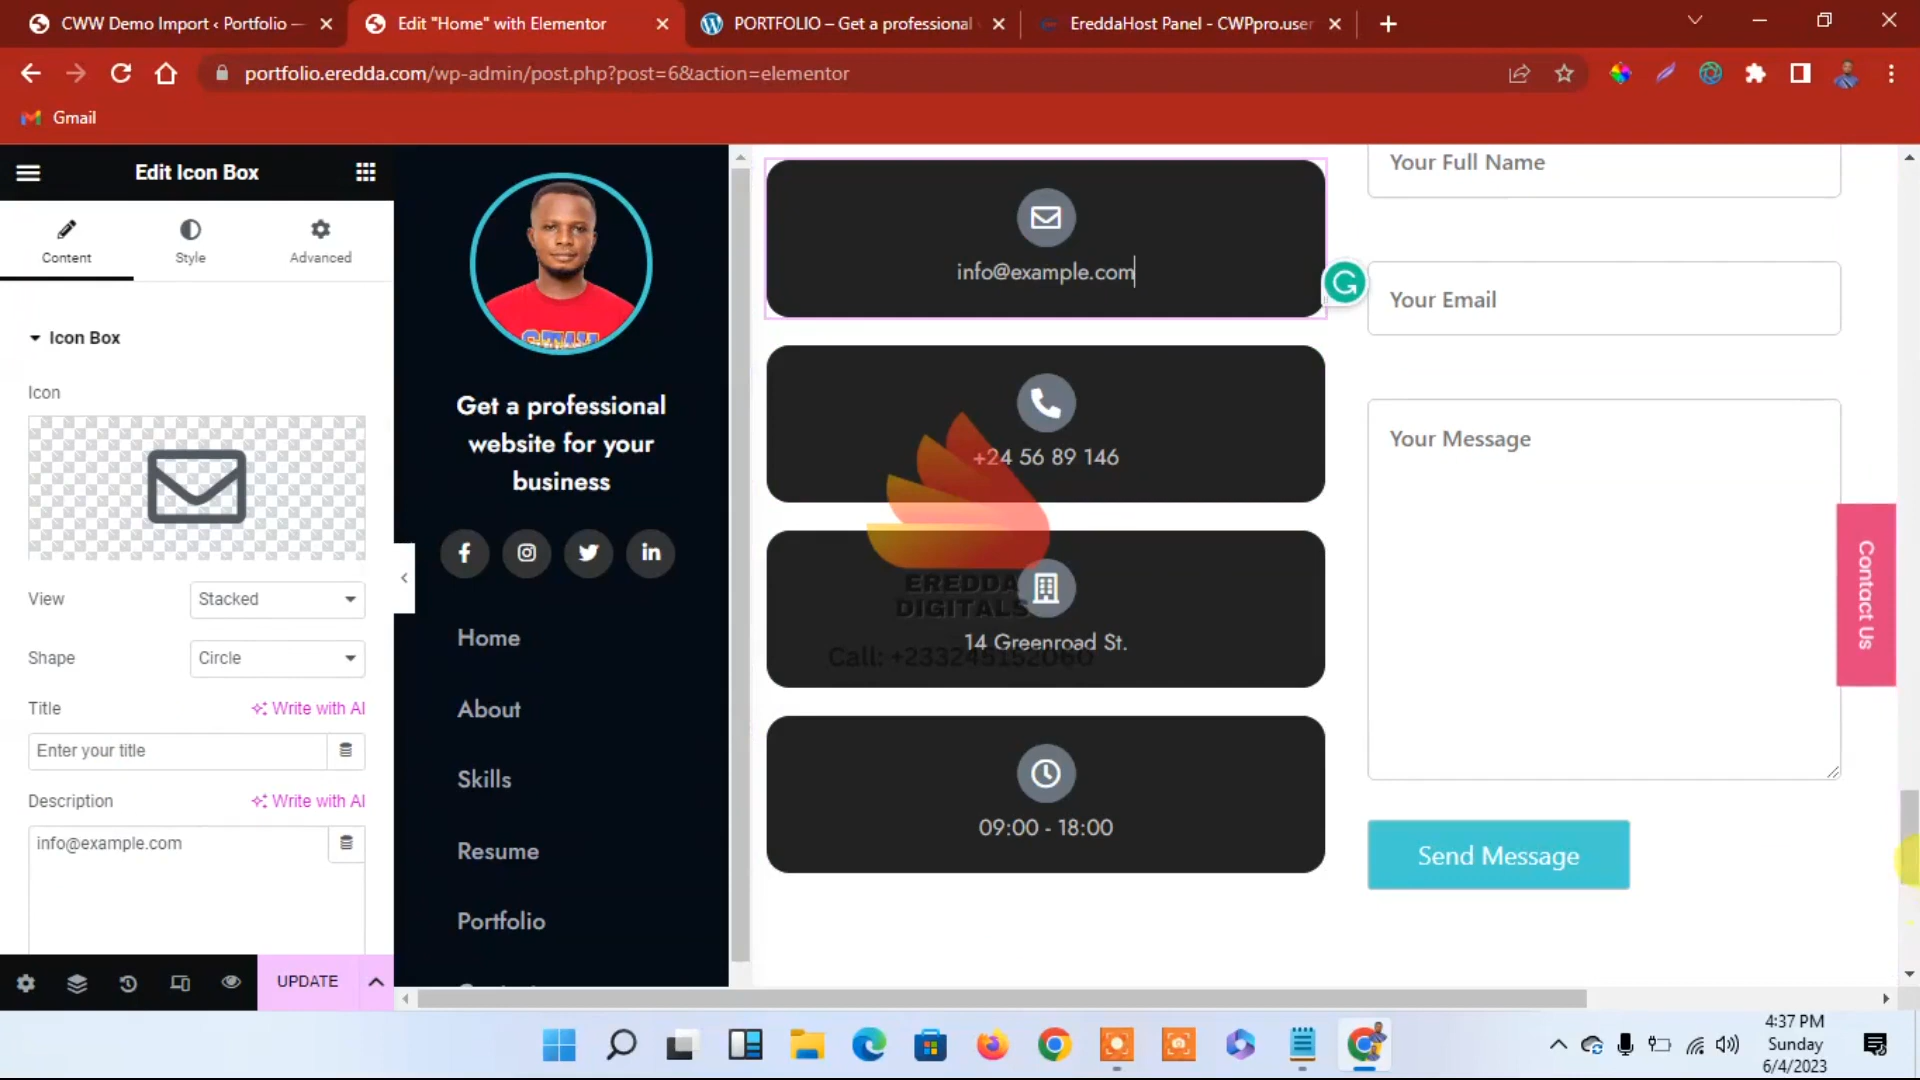 CWW Demo Import ‹ Portfolio —
Edit "Home" with Elementor
PORTFOLIO – Get a professional
EreddaHost Panel - CWPpro.user
portfolio.eredda.com/wp-admin/post.php?post=6&action=elementor
Gmail
Edit Icon Box
Content
Style
Advanced
Icon Box
Icon
View
Stacked
Shape
Circle
Title
Write with AI
Enter your title
Description
Write with AI
info@example.com
UPDATE
Get a professional
website for your
business
Home
About
Skills
Resume
Portfolio
info@example.com
+24 56 89 146
EREDDA
DIGITALS
14 Greenroad St.
Call: +233245152060
09:00 - 18:00
Your Full Name
Your Email
Your Message
Send Message
Contact Us
4:37 PM
Sunday
6/4/2023